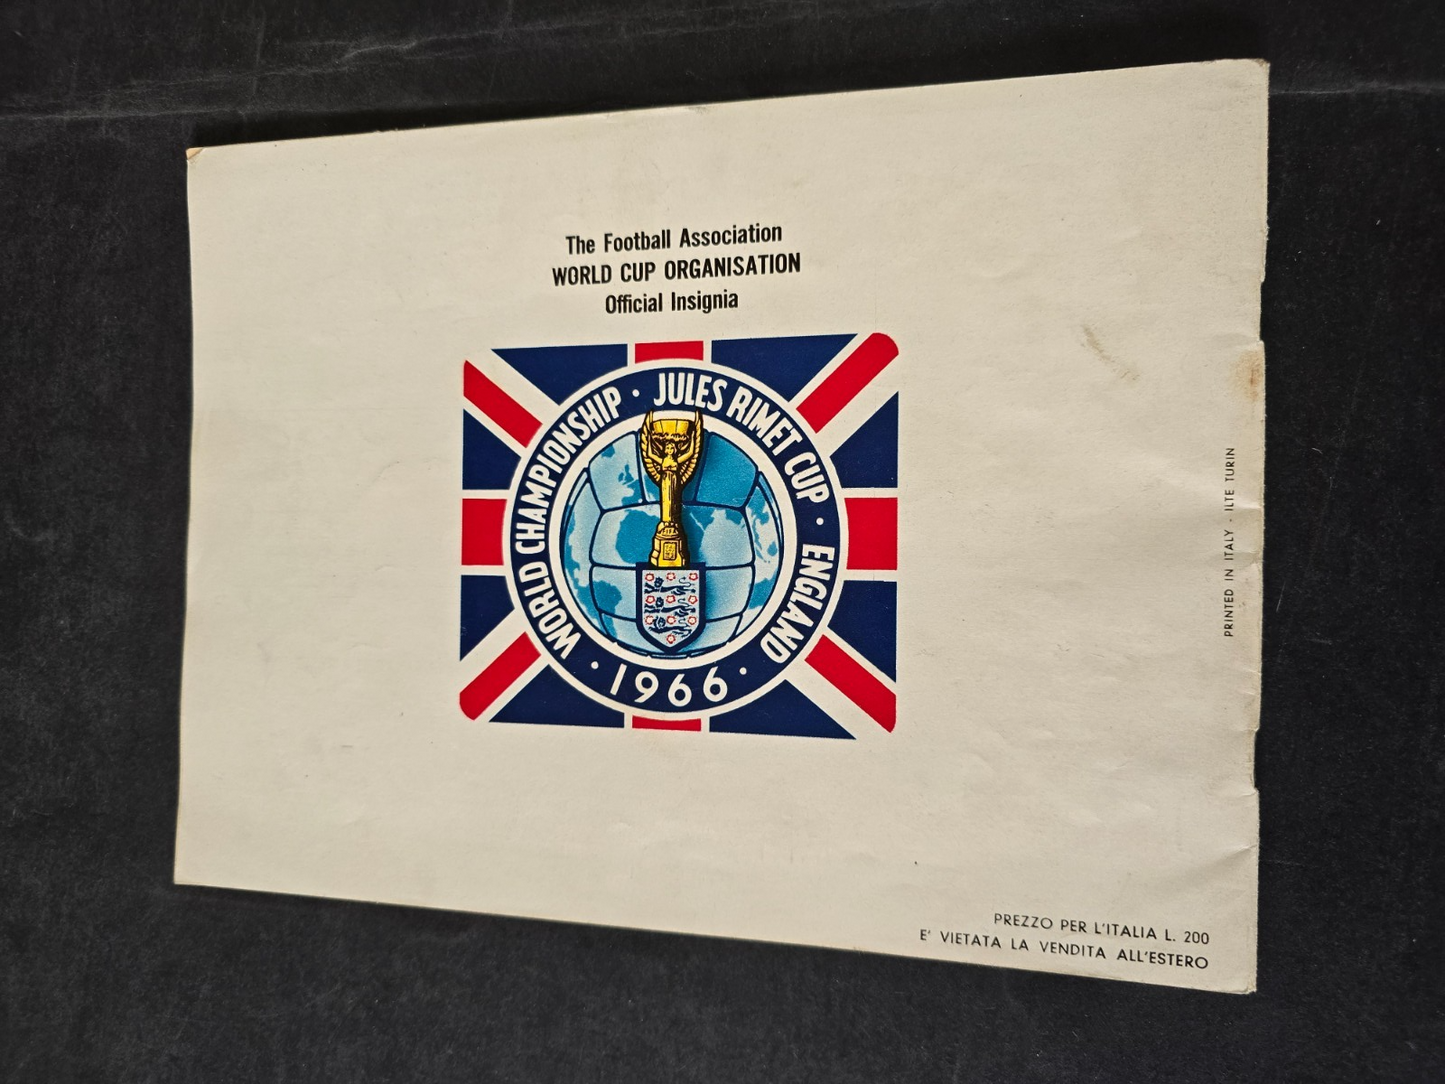 The Football Association
WORLD CUP ORGANISATION
Official Insignia
WORLD CHAMPIONSHIP · JULES RIMET CUP · ENGLAND
· 1966 ·
PRINTED IN ITALY - ILTE TURIN
PREZZO PER L'ITALIA L. 200
E' VIETATA LA VENDITA ALL'ESTERO